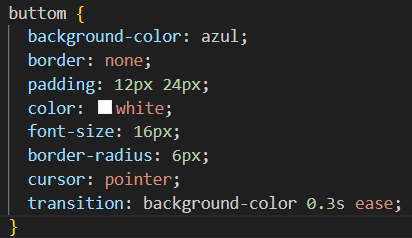 buttom {
background-color: azul;
border: none;
padding: 12px 24px;
color: white;
font-size: 16px;
border-radius: 6px;
cursor: pointer;
transition: background-color 0.3s ease;
}